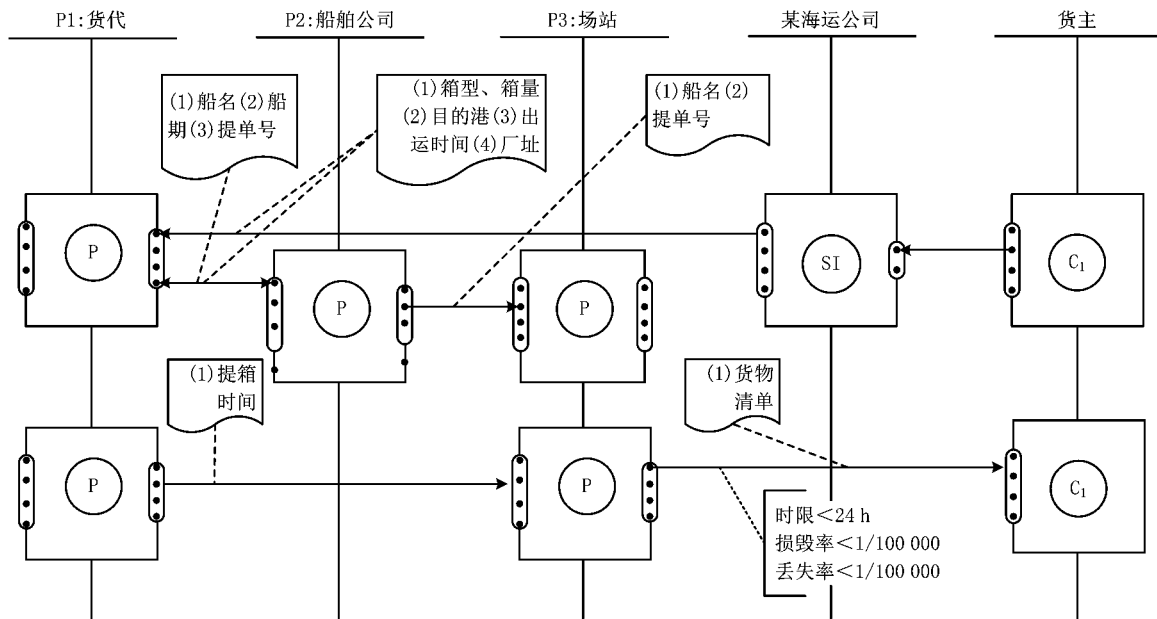 P1:货代
P2:船舶公司
P3:场站
某海运公司
货主
(1)船名(2)船
期(3)提单号
(1)箱型、箱量
(2)目的港(3)出
运时间(4)厂址
(1)船名(2)
提单号
P
P
P
SI
C₁
(1)提箱
时间
(1)货物
清单
P
P
C₁
时限<24 h
损毁率<1/100 000
丢失率<1/100 000